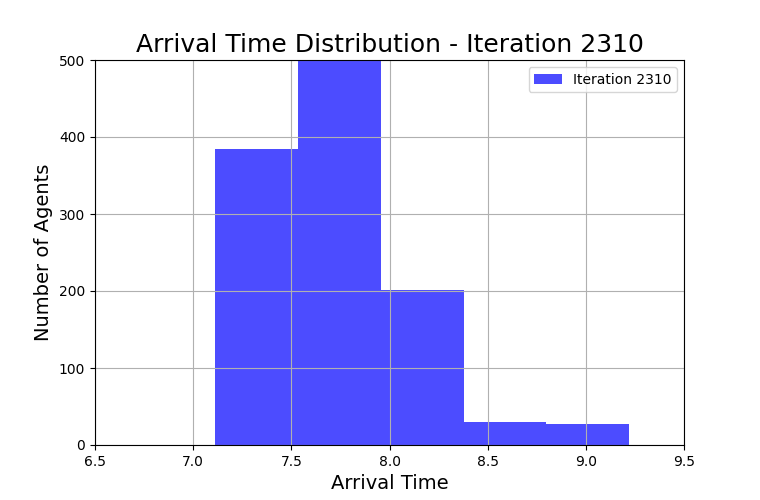 Arrival Time Distribution - Iteration 2310
Iteration 2310
Number of Agents
500
400
300
200
100
0
6.5 7.0 7.5 8.0 8.5 9.0 9.5
Arrival Time